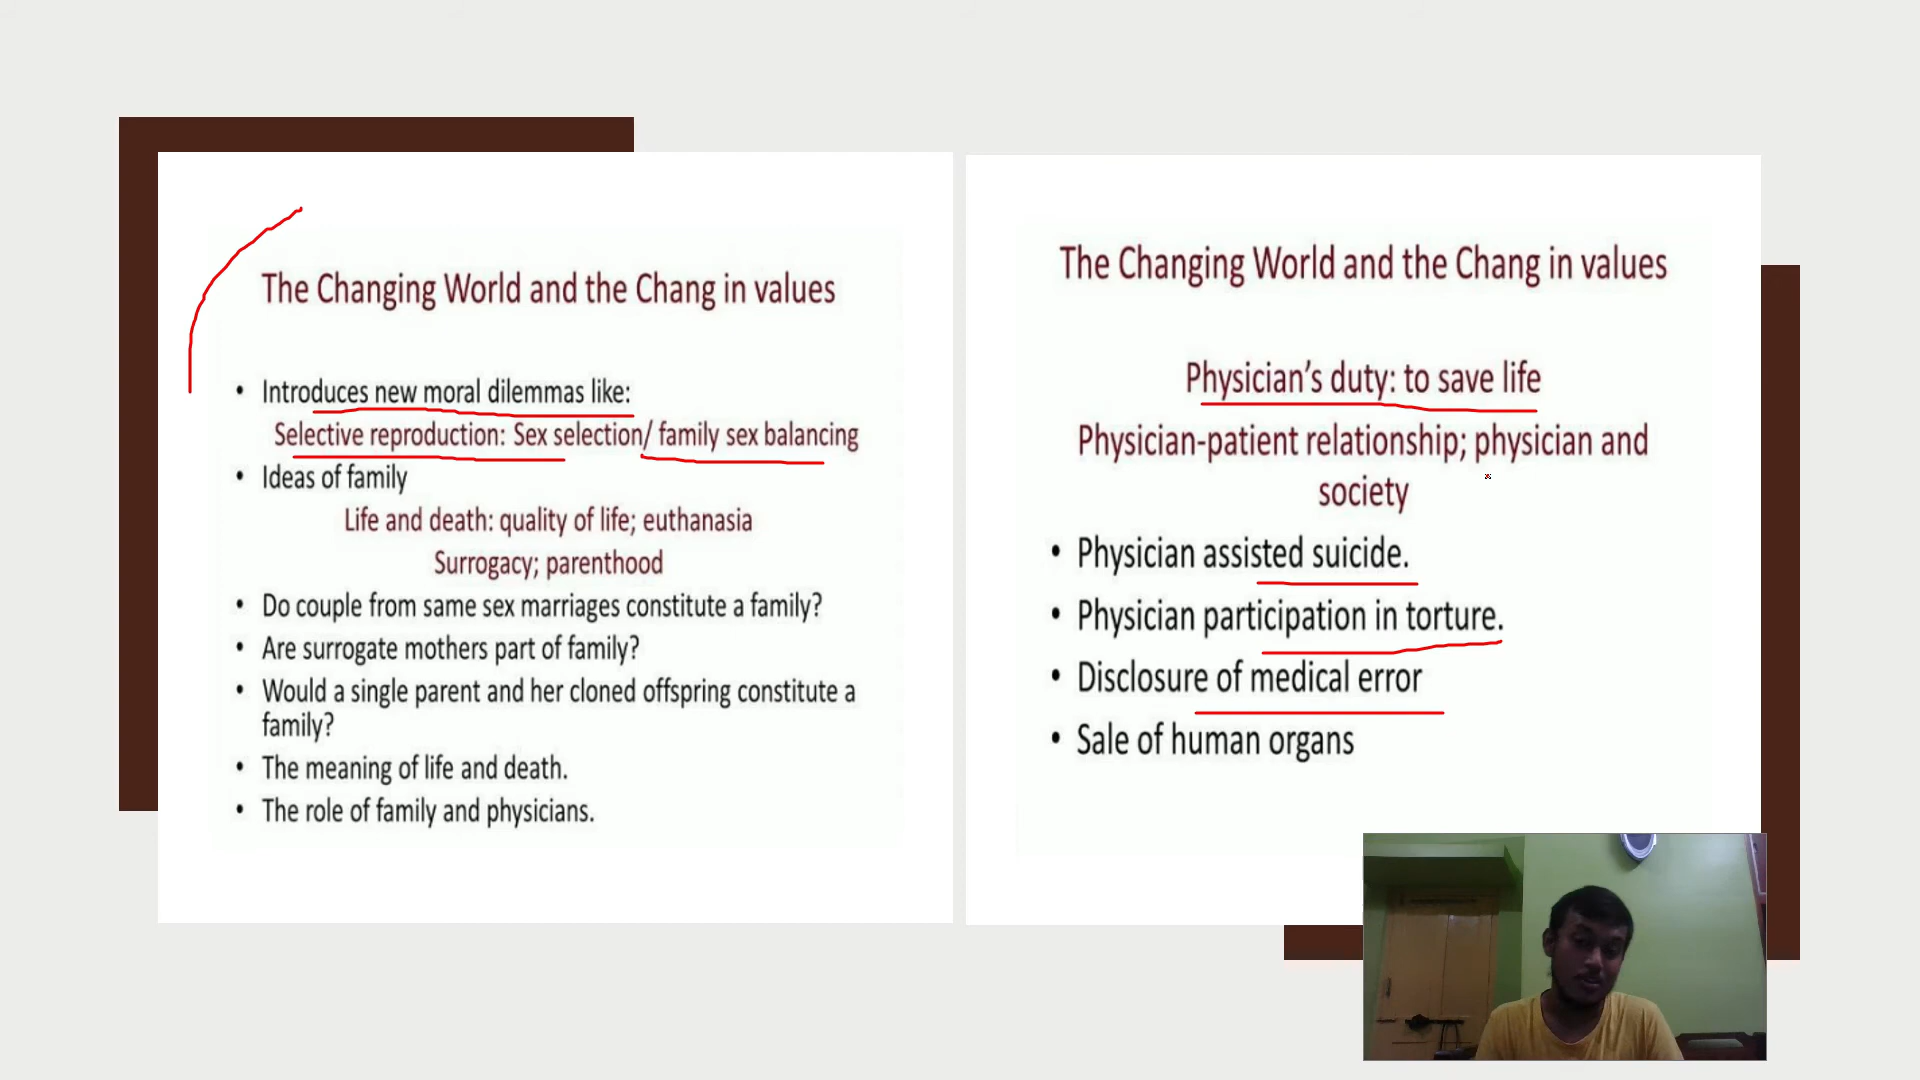 The Changing World and the Chang in values
• Introduces new moral dilemmas like:
Selective reproduction: Sex selection/ family sex balancing
• Ideas of family
Life and death: quality of life; euthanasia
Surrogacy; parenthood
• Do couple from same sex marriages constitute a family?
• Are surrogate mothers part of family?
• Would a single parent and her cloned offspring constitute a
family?
• The meaning of life and death.
• The role of family and physicians.
The Changing World and the Chang in values
Physician’s duty: to save life
Physician-patient relationship; physician and
society
• Physician assisted suicide.
• Physician participation in torture.
• Disclosure of medical error
• Sale of human organs